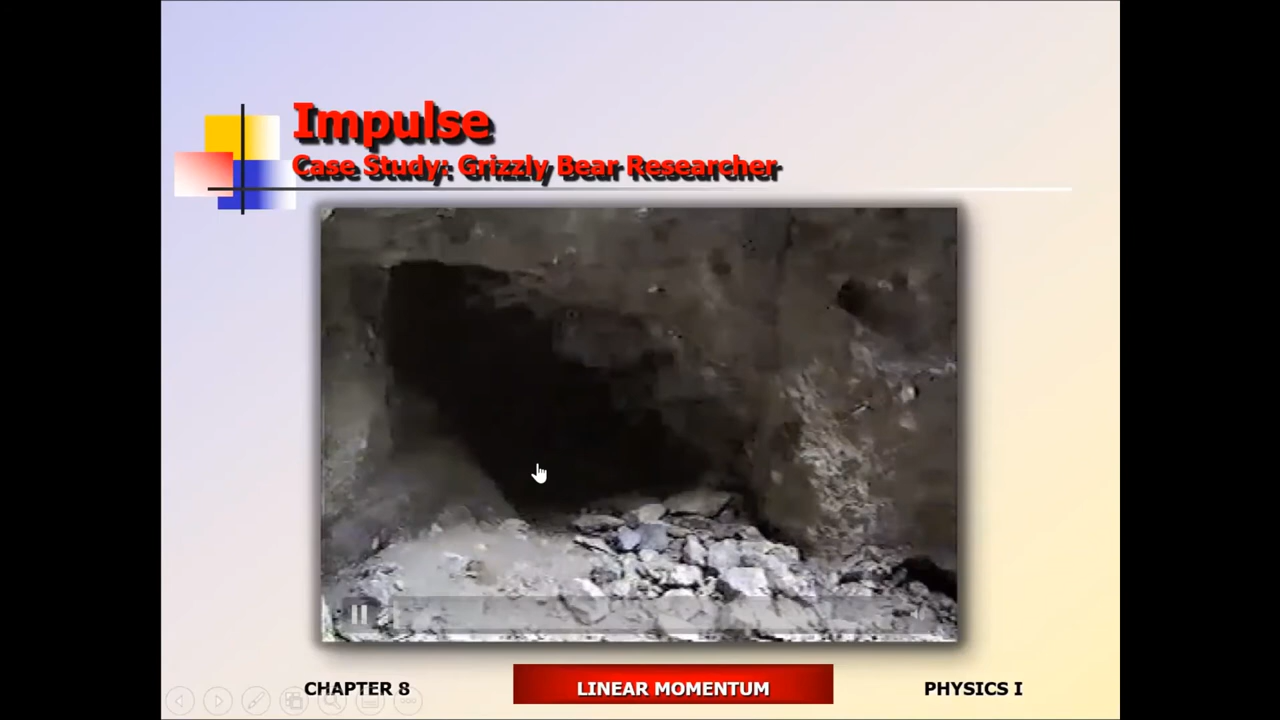 Impulse
Case Study: Grizzly Bear Researcher
CHAPTER 8
LINEAR MOMENTUM
PHYSICS I